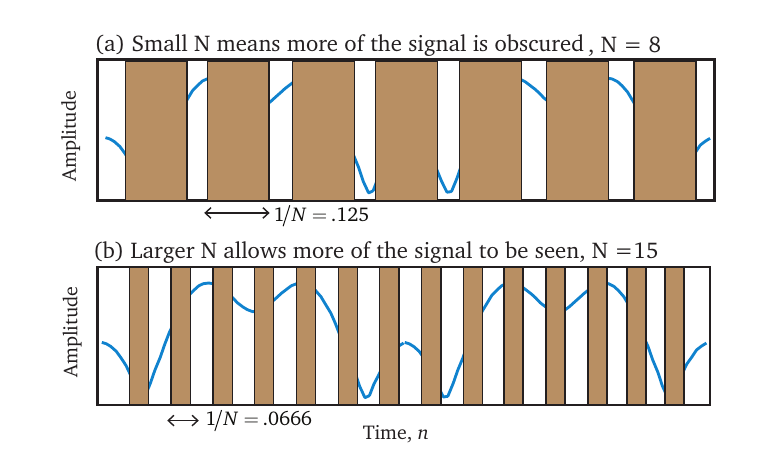 (a) Small N means more of the signal is obscured , N = 8
Amplitude
1/N = .125
(b) Larger N allows more of the signal to be seen, N =15
Amplitude
1/N = .0666
Time, n